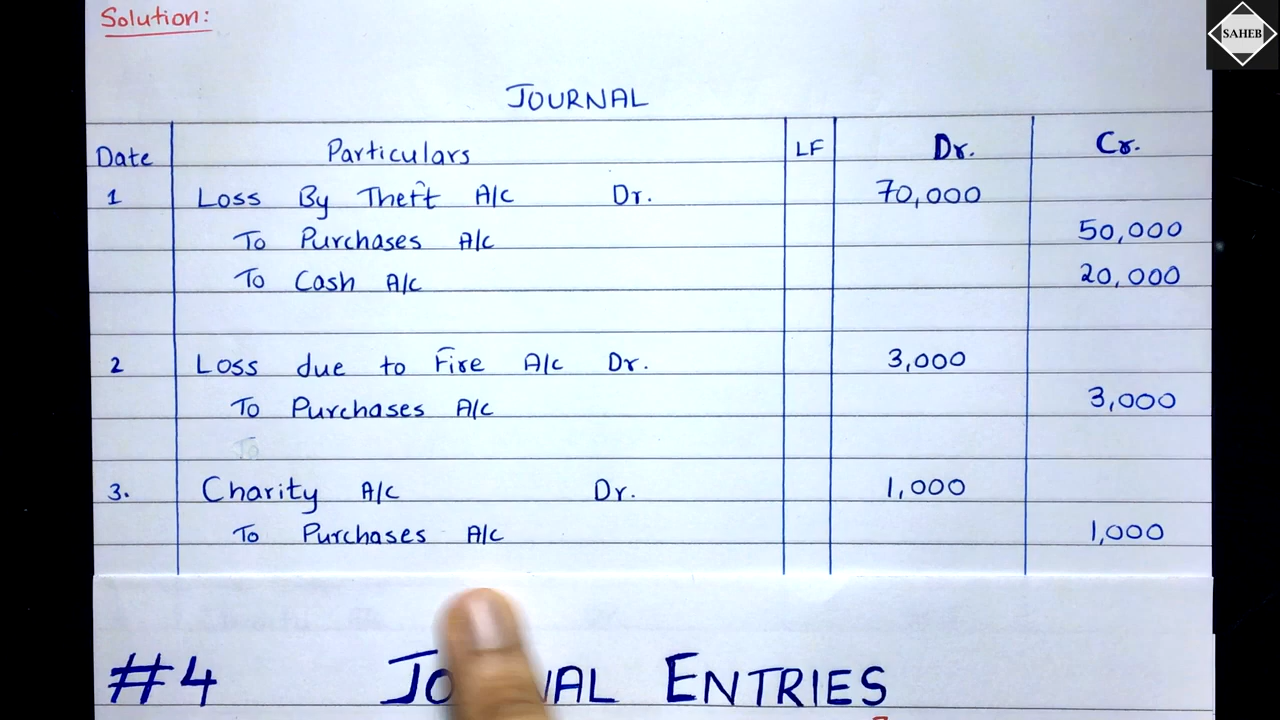 Solution:
SAHEB
JOURNAL
Date Particulars LF Dr. Cr.
1 Loss By Theft A/c Dr. 70,000
To Purchases A/c 50,000
To Cash A/c 20,000
2 Loss due to Fire A/c Dr. 3,000
To Purchases A/c 3,000
To
3. Charity A/c Dr. 1,000
To Purchases A/c 1,000
#4 ENTRIES